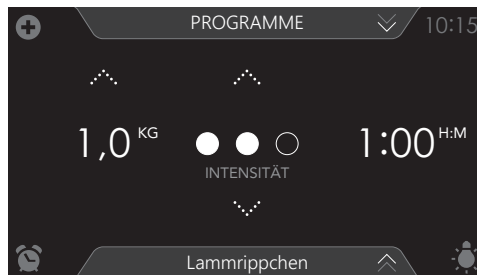 PROGRAMME 10:15
1,0 KG 1:00 H:M
INTENSITÄT
Lammrippchen